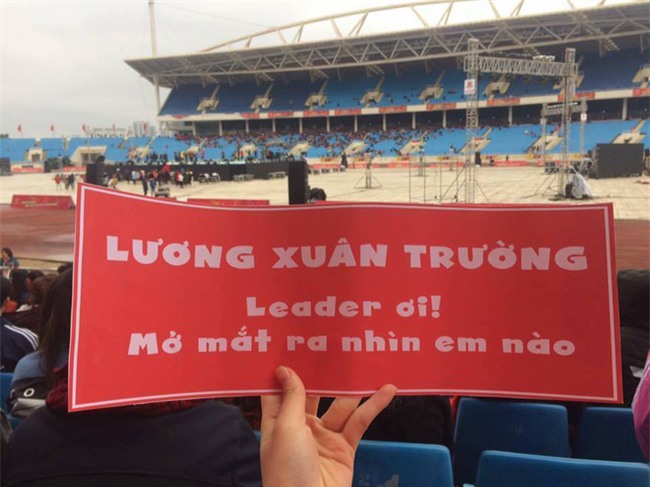 LƯƠNG XUÂN TRƯỜNG
Leader ơi!
Mở mắt ra nhìn em nào